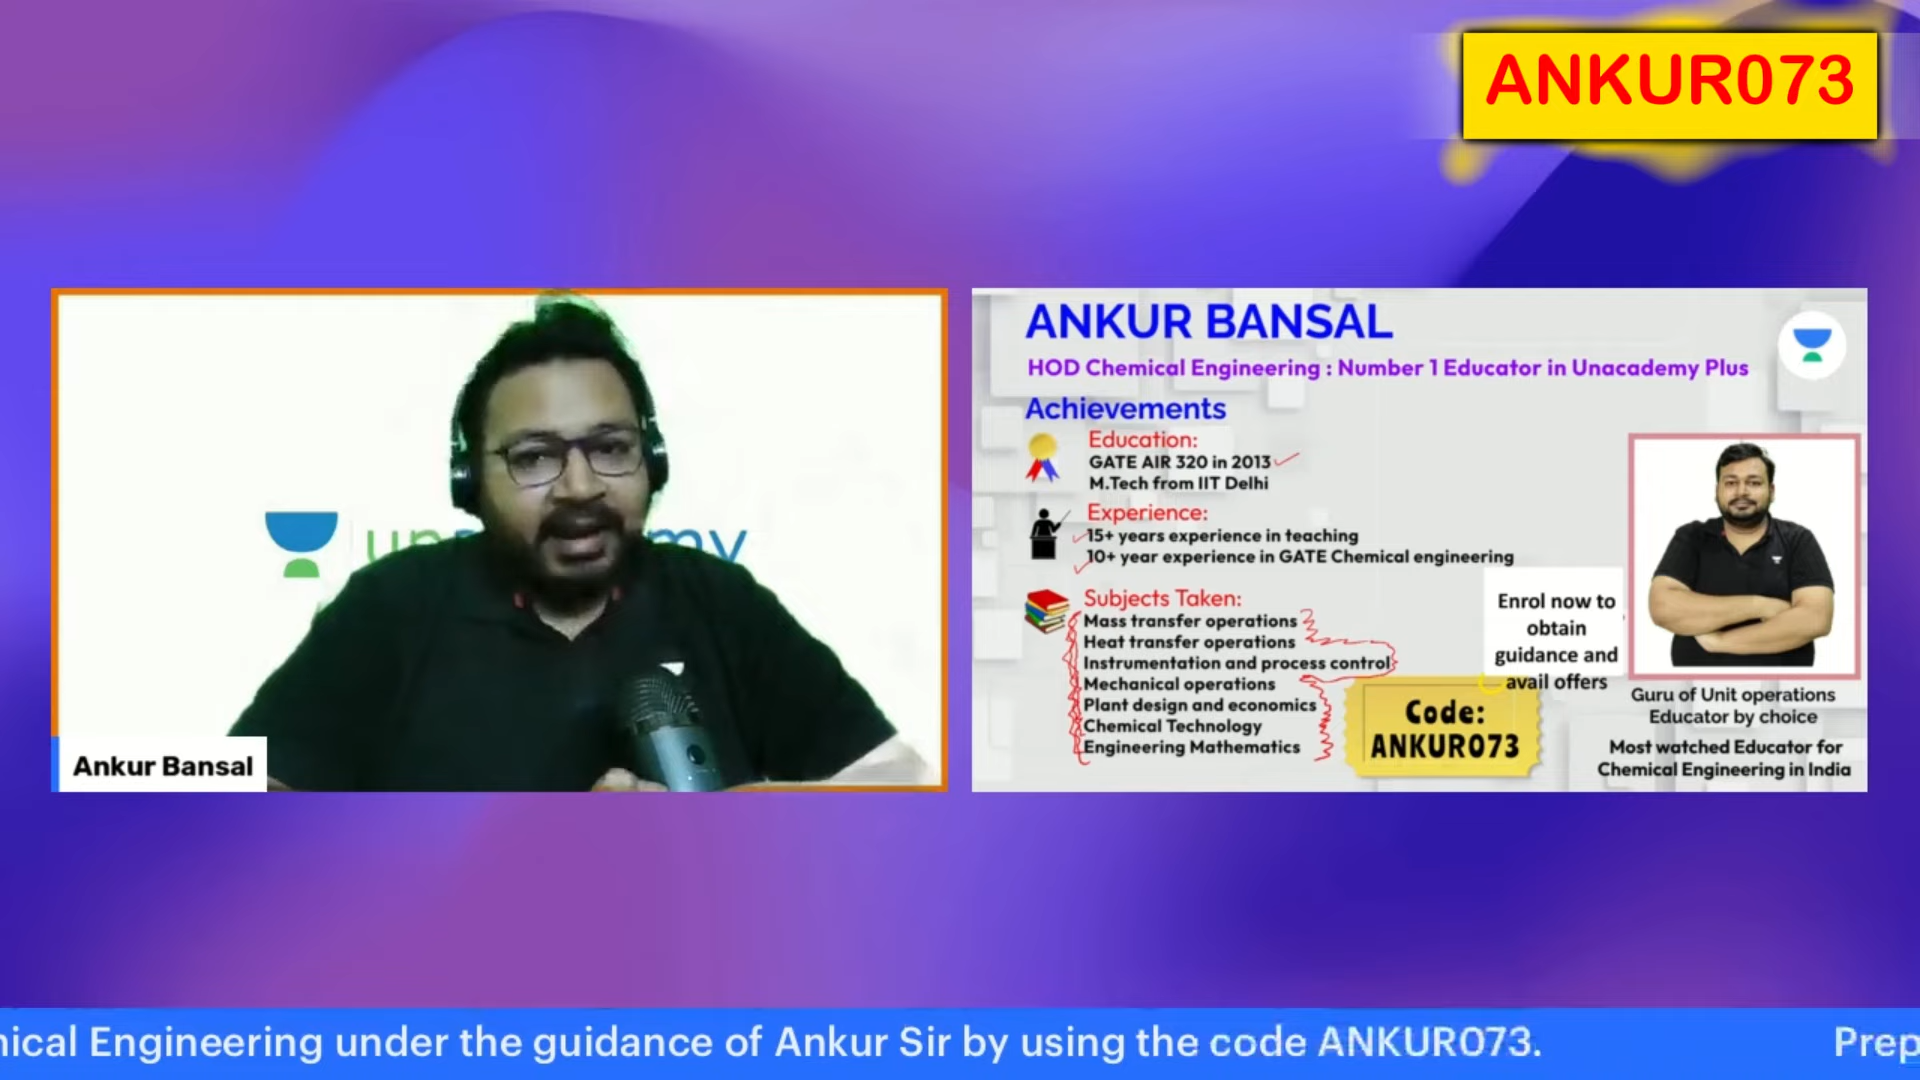 ANKUR073
ANKUR BANSAL
HOD Chemical Engineering : Number 1 Educator in Unacademy Plus
Achievements
Education:
GATE AIR 320 in 2013
M.Tech from IIT Delhi
Experience:
15+ years experience in teaching
10+ year experience in GATE Chemical engineering
Subjects Taken:
Mass transfer operations
Heat transfer operations
Instrumentation and process control
Mechanical operations
Plant design and economics
Chemical Technology
Engineering Mathematics
Enrol now to
obtain
guidance and
avail offers
Code:
ANKUR073
Guru of Unit operations
Educator by choice
Most watched Educator for
Chemical Engineering in India
Ankur Bansal
Engineering under the guidance of Ankur Sir by using the code ANKUR073.